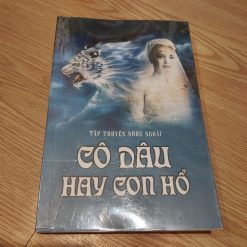 TẬP TRUYỆN NƯỚC NGOÀI
CÔ DÂU
HAY CON HỔ